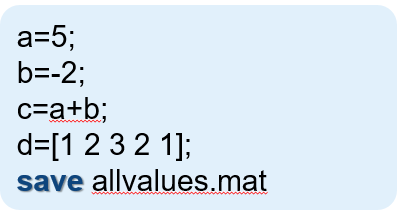 a=5;
b=-2;
c=a+b;
d=[1 2 3 2 1];
save allvalues.mat